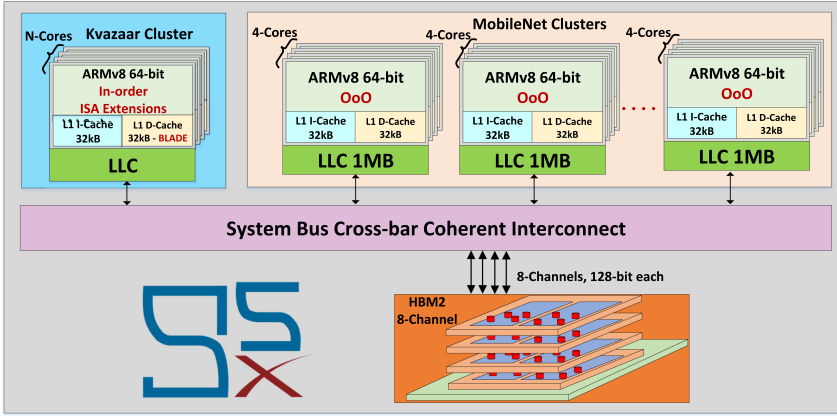 Kvazaar Cluster
N-Cores
ARMv8 64-bit
In-order
ISA Extensions
L1 I-Cache
32kB
L1 D-Cache
32kB - BLADE
LLC
MobileNet Clusters
4-Cores
ARMv8 64-bit
OoO
L1 I-Cache
32kB
L1 D-Cache
32kB
LLC 1MB
4-Cores
ARMv8 64-bit
OoO
L1 I-Cache
32kB
L1 D-Cache
32kB
LLC 1MB
. . . .
4-Cores
ARMv8 64-bit
OoO
L1 I-Cache
32kB
L1 D-Cache
32kB
LLC 1MB
System Bus Cross-bar Coherent Interconnect
8-Channels, 128-bit each
HBM2
8-Channel
gS
x